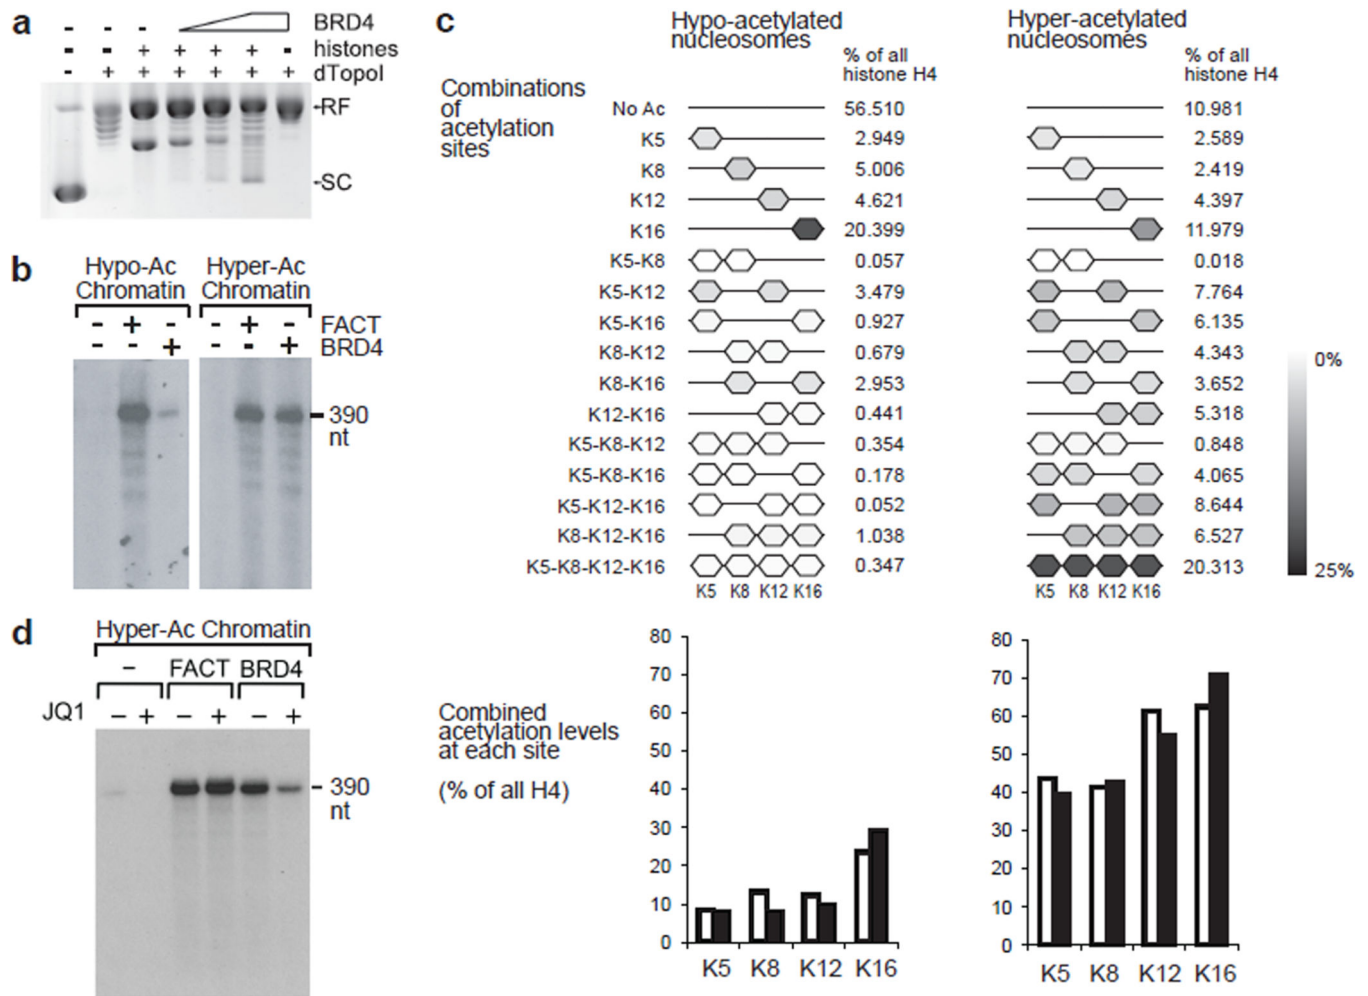 a
BRD4
- - -
- - + + + + - histones
- + + + + + + dTopoI
RF
SC
b
Hypo-Ac Chromatin
Hyper-Ac Chromatin
- + - - + - FACT
- - + - - + BRD4
390 nt
c
Hypo-acetylated nucleosomes
Hyper-acetylated nucleosomes
% of all histone H4
% of all histone H4
Combinations of acetylation sites
No Ac 56.510 10.981
K5 2.949 2.589
K8 5.006 2.419
K12 4.621 4.397
K16 20.399 11.979
K5-K8 0.057 0.018
K5-K12 3.479 7.764
K5-K16 0.927 6.135
K8-K12 0.679 4.343
K8-K16 2.953 3.652
K12-K16 0.441 5.318
K5-K8-K12 0.354 0.848
K5-K8-K16 0.178 4.065
K5-K12-K16 0.052 8.644
K8-K12-K16 1.038 6.527
K5-K8-K12-K16 0.347 20.313
K5 K8 K12 K16
K5 K8 K12 K16
0%
25%
d
Hyper-Ac Chromatin
- FACT BRD4
JQ1 - + - + - +
390 nt
Combined
acetylation levels
at each site
(% of all H4)
80
70
60
50
40
30
20
10
0
K5 K8 K12 K16
80
70
60
50
40
30
20
10
0
K5 K8 K12 K16